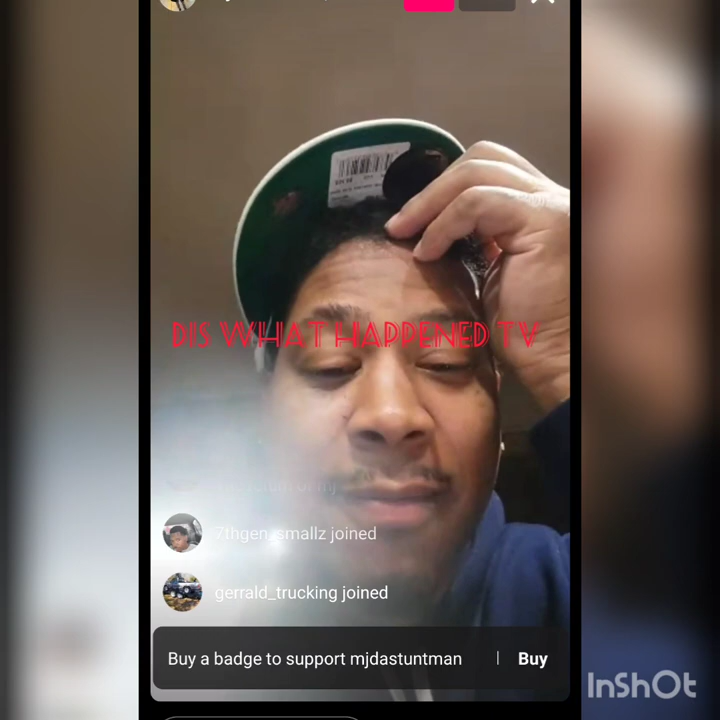 DIS WHAT HAPPENED TV
7thgen_smallz joined
gerrald_trucking joined
Buy a badge to support mjdastuntman | Buy
InShOt